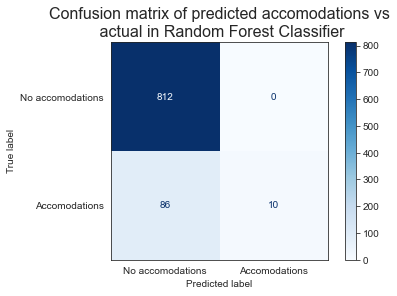 Confusion matrix of predicted accomodations vs
actual in Random Forest Classifier
True label
No accomodations
Accomodations
812
0
86
10
No accomodations
Accomodations
Predicted label
800
700
600
500
400
300
200
100
0